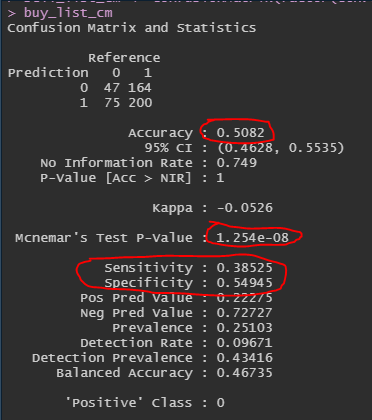 > buy_list_cm
Confusion Matrix and Statistics
Reference
Prediction 0 1
0 47 164
1 75 200
Accuracy : 0.5082
95% CI : (0.4628, 0.5535)
No Information Rate : 0.749
P-Value [Acc > NIR] : 1
Kappa : -0.0526
Mcnemar's Test P-Value : 1.254e-08
Sensitivity : 0.38525
Specificity : 0.54945
Pos Pred Value : 0.22275
Neg Pred Value : 0.72727
Prevalence : 0.25103
Detection Rate : 0.09671
Detection Prevalence : 0.43416
Balanced Accuracy : 0.46735
'Positive' Class : 0